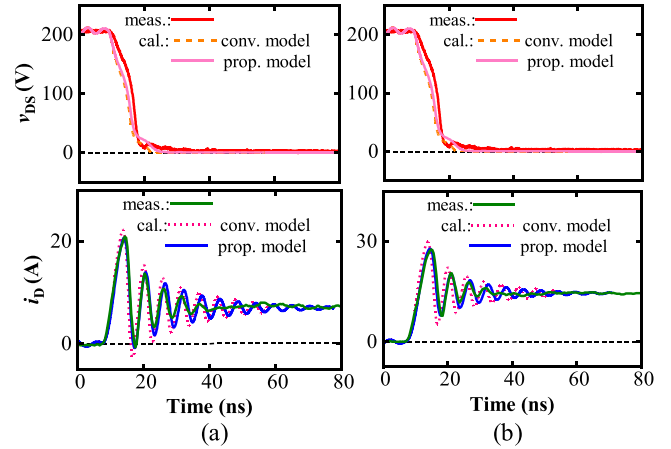 meas.:
cal.: conv. model
prop. model
200
100
0
v_DS (V)
meas.:
cal.: conv. model
prop. model
200
100
0
meas.:
cal.: conv. model
prop. model
20
0
i_D (A)
0 20 40 60 80
Time (ns)
(a)
meas.:
cal.: conv. model
prop. model
30
0
0 20 40 60 80
Time (ns)
(b)